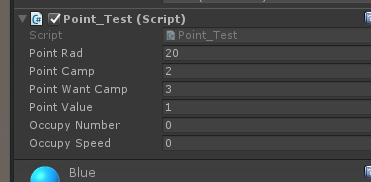 Point_Test (Script)
Script Point_Test
Point Rad 20
Point Camp 2
Point Want Camp 3
Point Value 1
Occupy Number 0
Occupy Speed 0
Blue